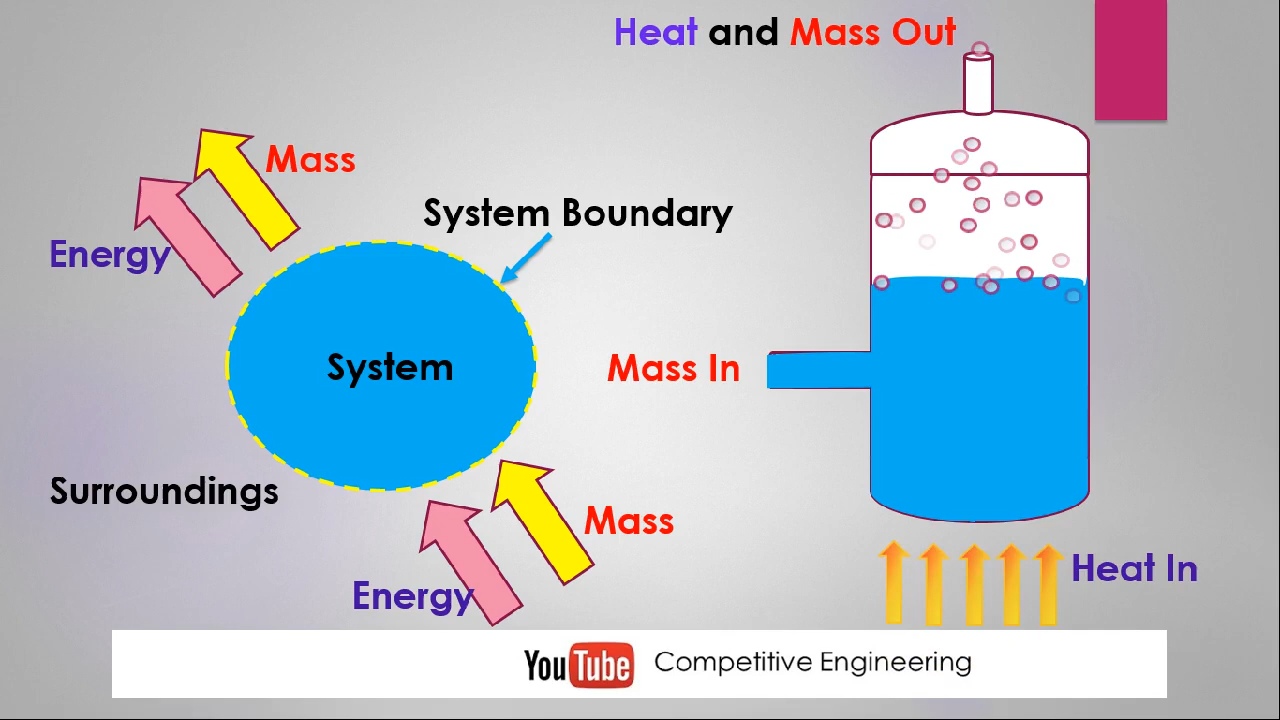 Heat and Mass Out
Mass
System Boundary
Energy
System
Mass In
Surroundings
Mass
Heat In
Energy
YouTube Competitive Engineering